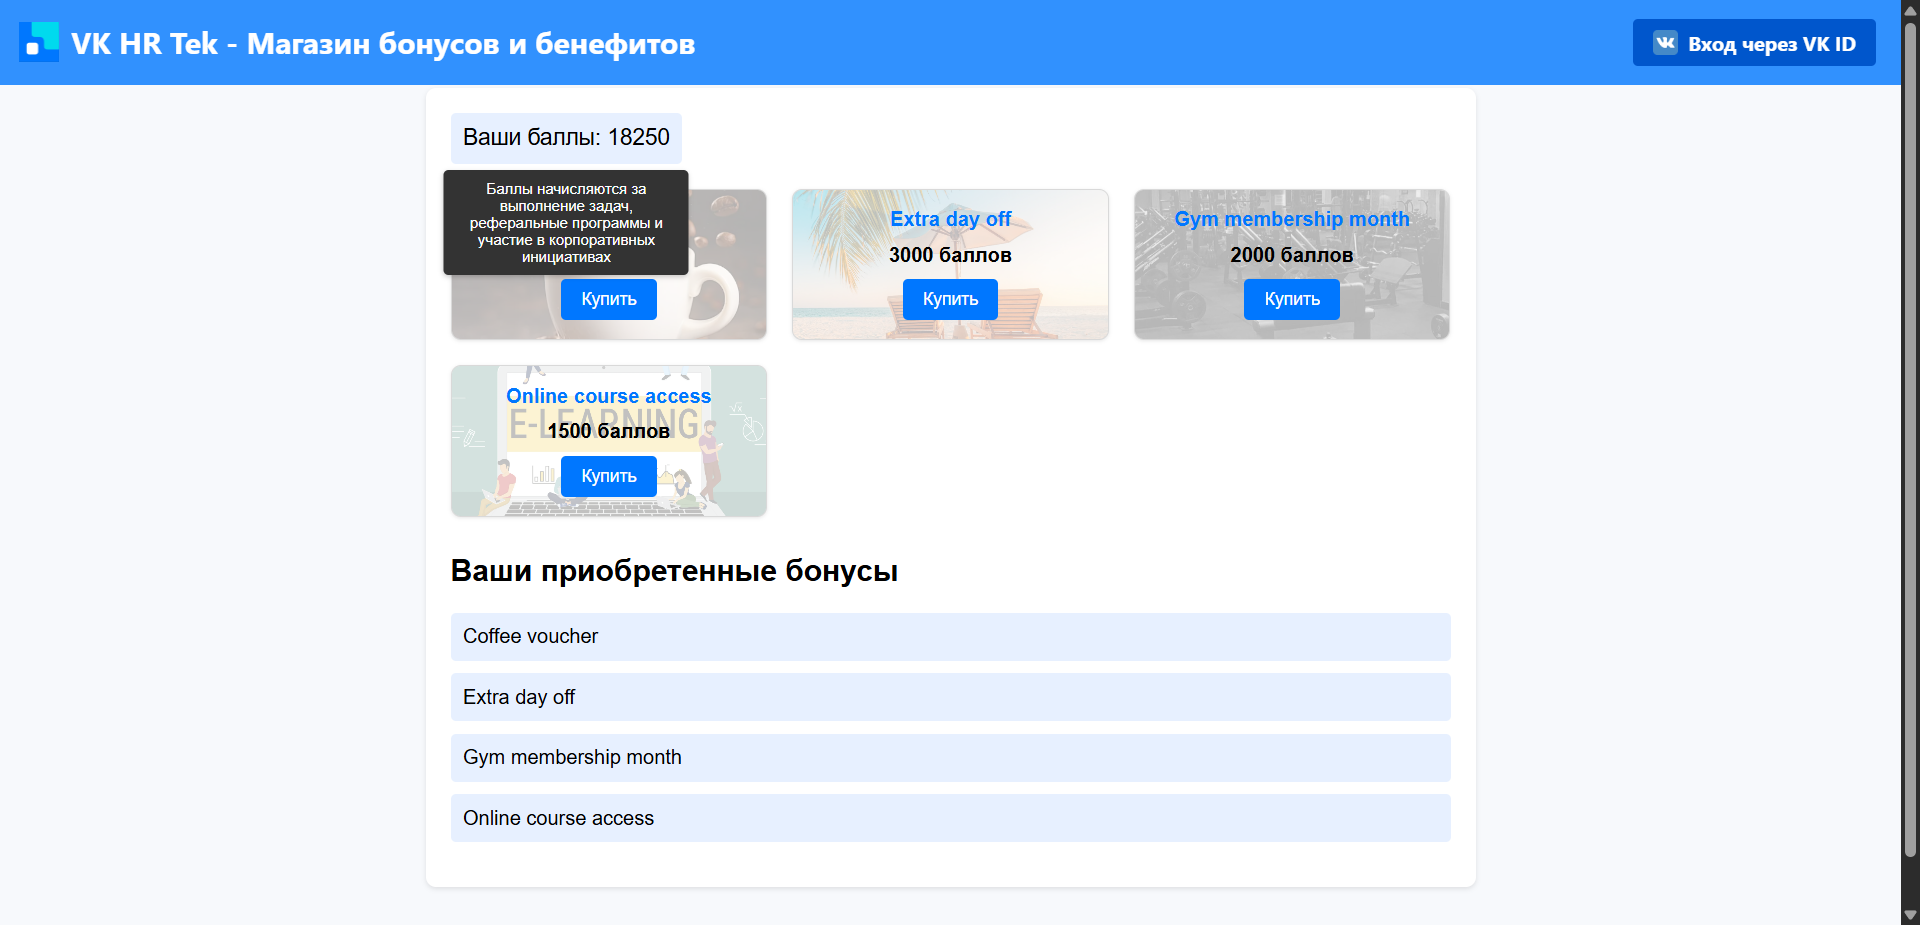 VK HR Tek - Магазин бонусов и бенефитов
Вход через VK ID
Ваши баллы: 18250
Баллы начисляются за
выполнение задач,
реферальные программы и
участие в корпоративных
инициативах
Купить
Extra day off
3000 баллов
Купить
Gym membership month
2000 баллов
Купить
Online course access
E-LEARNING
1500 баллов
Купить
Ваши приобретенные бонусы
Coffee voucher
Extra day off
Gym membership month
Online course access